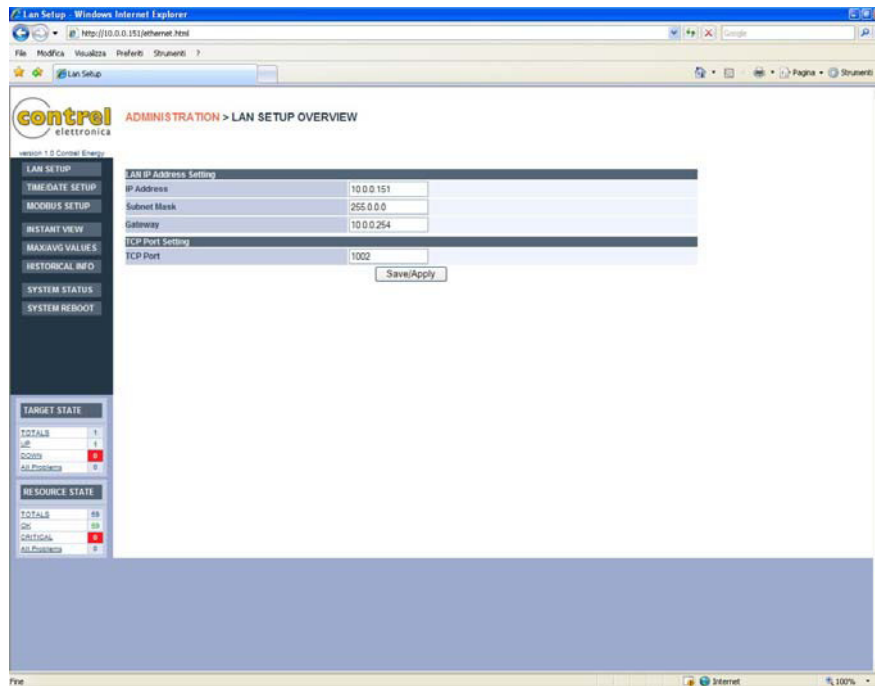 Lan Setup - Windows Internet Explorer
http://10.0.0.151/ethernet.html
Google
File Modifica Visualizza Preferiti Strumenti ?
Lan Setup
Pagina Strumenti
contrel
elettronica
version 1.0 Contrel Energy
ADMINISTRATION > LAN SETUP OVERVIEW
LAN SETUP
TIME/DATE SETUP
MODBUS SETUP
INSTANT VIEW
MAX/AVG VALUES
HISTORICAL INFO
SYSTEM STATUS
SYSTEM REBOOT
LAN IP Address Setting
IP Address 10.0.0.151
Subnet Mask 255.0.0.0
Gateway 10.0.0.254
TCP Port Setting
TCP Port 1002
Save/Apply
TARGET STATE
TOTALS 1
UP 1
DOWN 0
All Problems 0
RESOURCE STATE
TOTALS 59
OK 59
CRITICAL 0
All Problems 0
Fine
Internet
100%